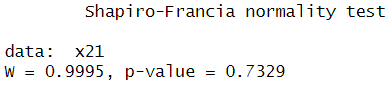 Shapiro-Francia normality test
data:  x21
W = 0.9995, p-value = 0.7329